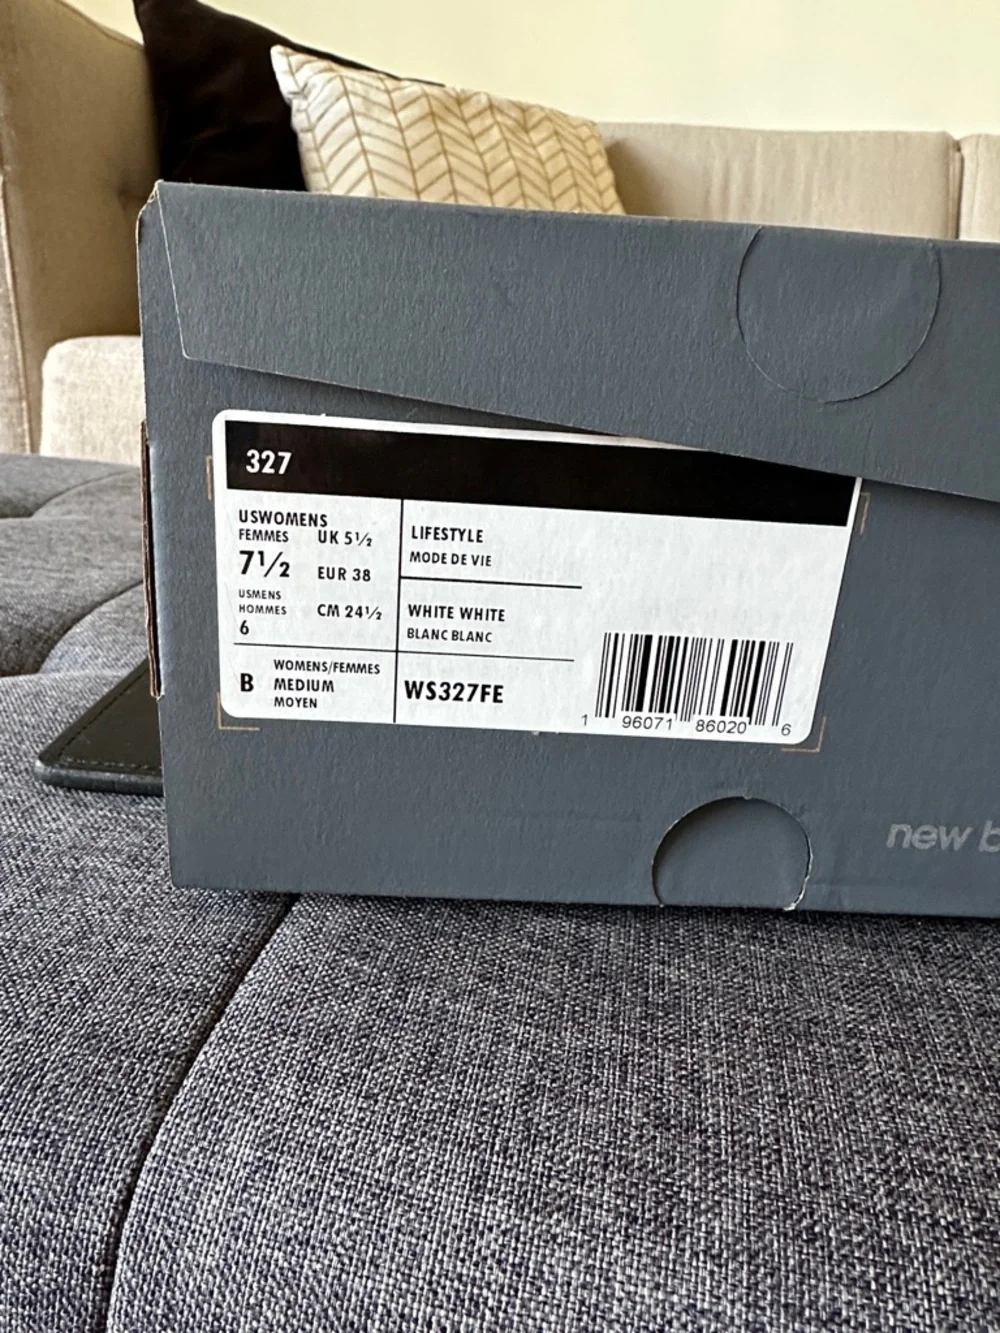 327
USWOMENS
FEMMES UK 5½
7½ EUR 38
USMENS
HOMMES CM 24½
6
B WOMENS/FEMMES
MEDIUM
MOYEN
LIFESTYLE
MODE DE VIE
WHITE WHITE
BLANC BLANC
WS327FE
1 96071 86020 6
new b